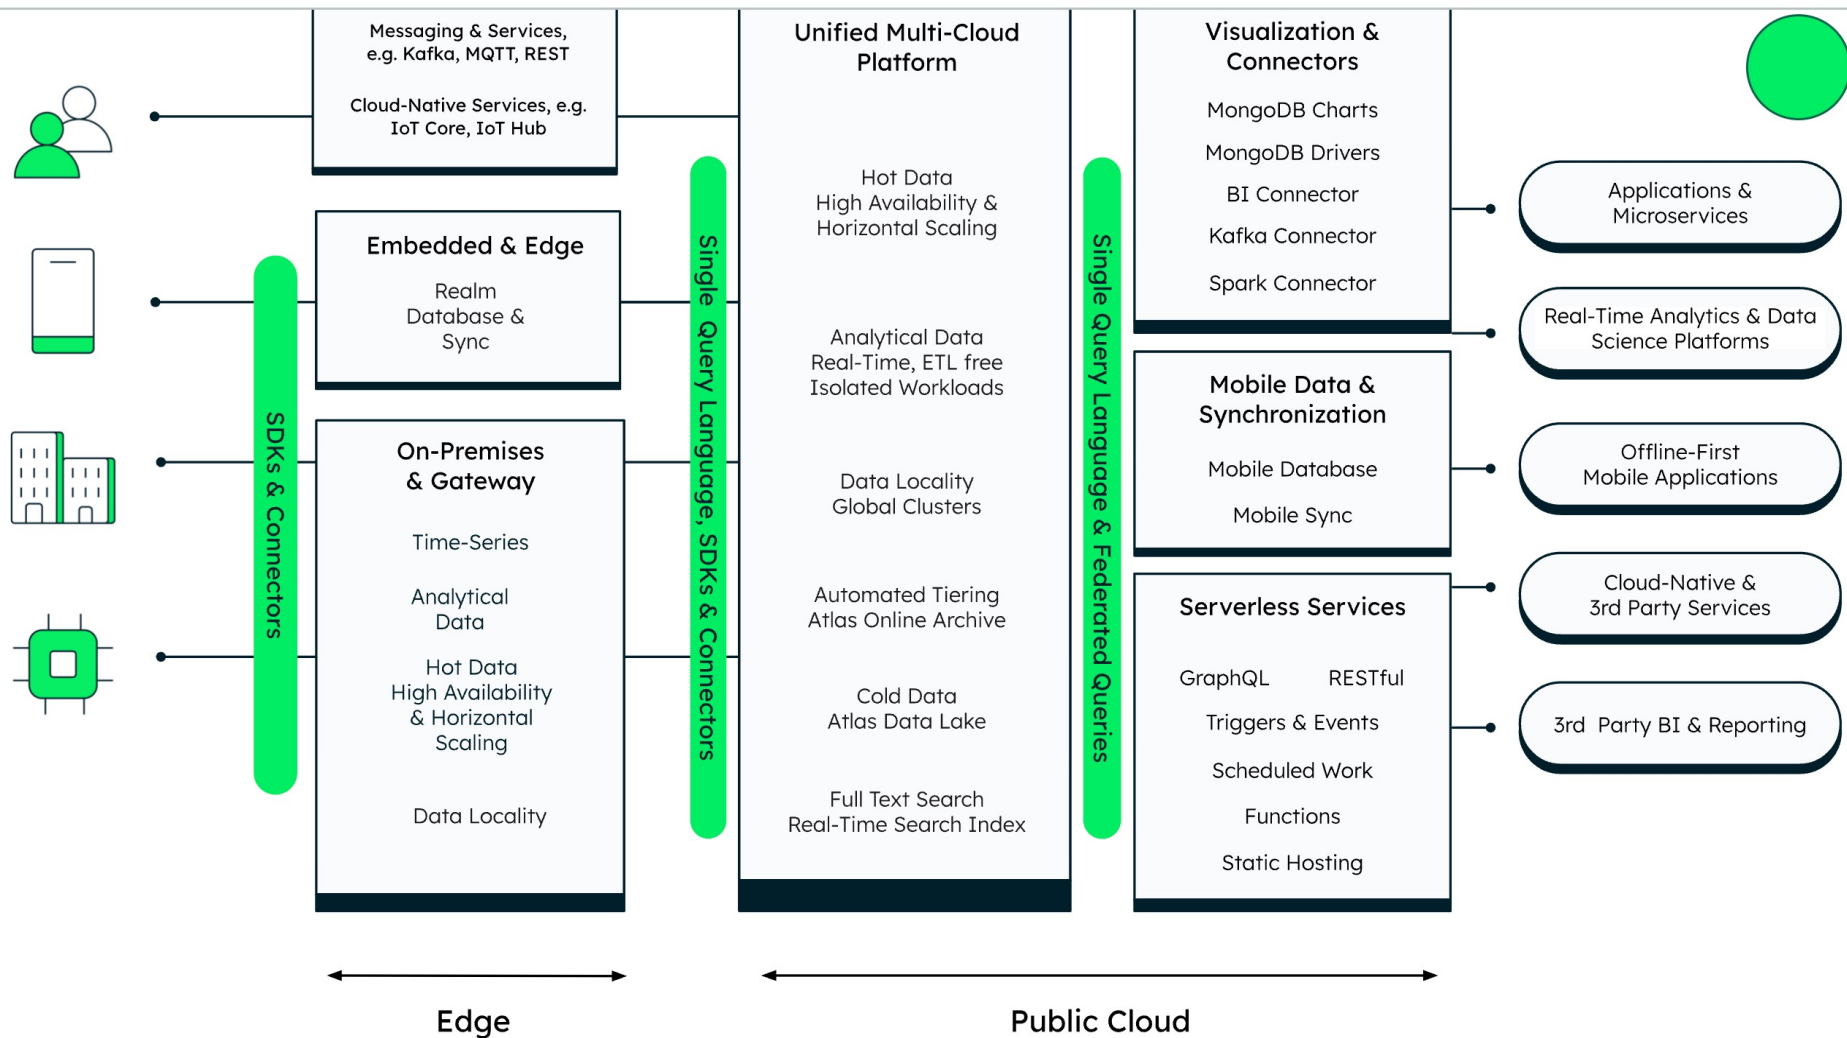 Messaging & Services,
e.g. Kafka, MQTT, REST
Cloud-Native Services, e.g.
IoT Core, IoT Hub
Embedded & Edge
Realm
Database &
Sync
SDKs & Connectors
On-Premises
& Gateway
Time-Series
Analytical
Data
Hot Data
High Availability
& Horizontal
Scaling
Data Locality
Single Query Language, SDKs & Connectors
Unified Multi-Cloud
Platform
Hot Data
High Availability &
Horizontal Scaling
Analytical Data
Real-Time, ETL free
Isolated Workloads
Data Locality
Global Clusters
Automated Tiering
Atlas Online Archive
Cold Data
Atlas Data Lake
Full Text Search
Real-Time Search Index
Single Query Language & Federated Queries
Visualization &
Connectors
MongoDB Charts
MongoDB Drivers
BI Connector
Kafka Connector
Spark Connector
Mobile Data &
Synchronization
Mobile Database
Mobile Sync
Serverless Services
GraphQL RESTful
Triggers & Events
Scheduled Work
Functions
Static Hosting
Applications &
Microservices
Real-Time Analytics & Data
Science Platforms
Offline-First
Mobile Applications
Cloud-Native &
3rd Party Services
3rd Party BI & Reporting
Edge
Public Cloud